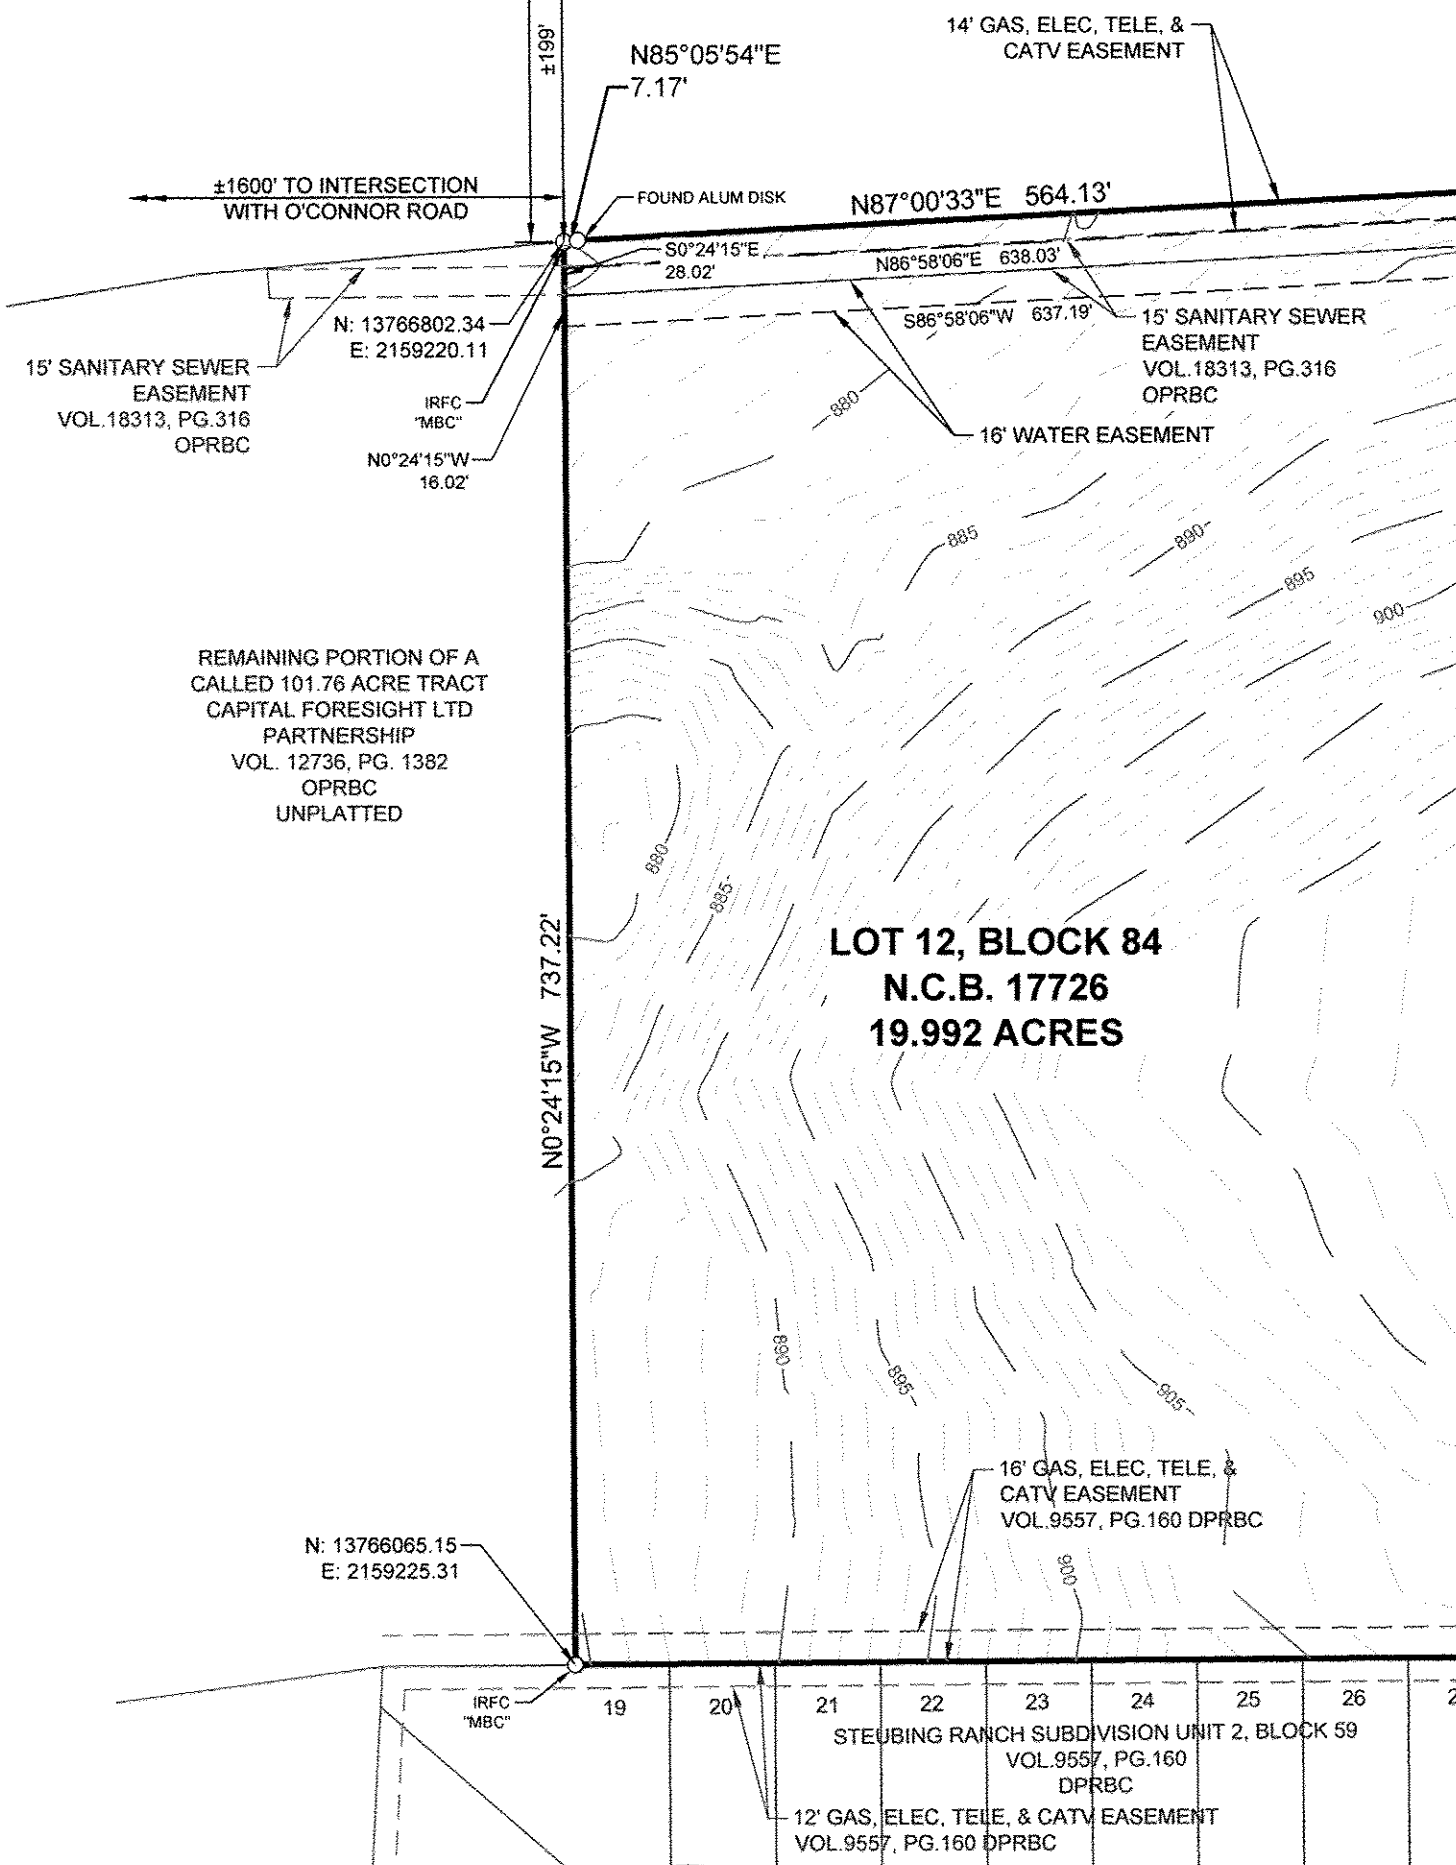 ±199'
N85°05'54"E
7.17'
14' GAS, ELEC, TELE, &
CATV EASEMENT
±1600' TO INTERSECTION
WITH O'CONNOR ROAD
FOUND ALUM DISK
N87°00'33"E 564.13'
S0°24'15"E
28.02'
N86°58'06"E 638.03'
S86°58'06"W 637.19'
N: 13766802.34
E: 2159220.11
15' SANITARY SEWER
EASEMENT
VOL.18313, PG.316
OPRBC
15' SANITARY SEWER
EASEMENT
VOL.18313, PG.316
OPRBC
IRFC
"MBC"
880
16' WATER EASEMENT
N0°24'15"W
16.02'
885
890
895
900
REMAINING PORTION OF A
CALLED 101.76 ACRE TRACT
CAPITAL FORESIGHT LTD
PARTNERSHIP
VOL. 12736, PG. 1382
OPRBC
UNPLATTED
880
885
N0°24'15"W 737.22'
LOT 12, BLOCK 84
N.C.B. 17726
19.992 ACRES
890
895
905
16' GAS, ELEC, TELE, &
CATV EASEMENT
VOL.9557, PG.160 DPRBC
N: 13766065.15
E: 2159225.31
900
IRFC
"MBC"
19 20 21 22 23 24 25 26 2
STEUBING RANCH SUBDIVISION UNIT 2, BLOCK 59
VOL.9557, PG.160
DPRBC
12' GAS, ELEC, TELE, & CATV EASEMENT
VOL.9557, PG.160 DPRBC